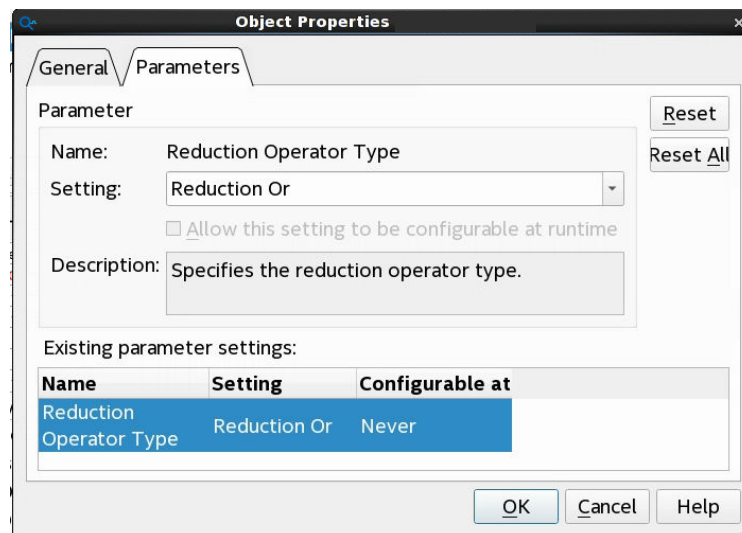 Object Properties
General
Parameters
Parameter
Reset
Name:
Reduction Operator Type
Reset All
Setting:
Reduction Or
Allow this setting to be configurable at runtime
Description:
Specifies the reduction operator type.
Existing parameter settings:
Name Setting Configurable at
Reduction
Operator Type
Reduction Or
Never
OK
Cancel
Help